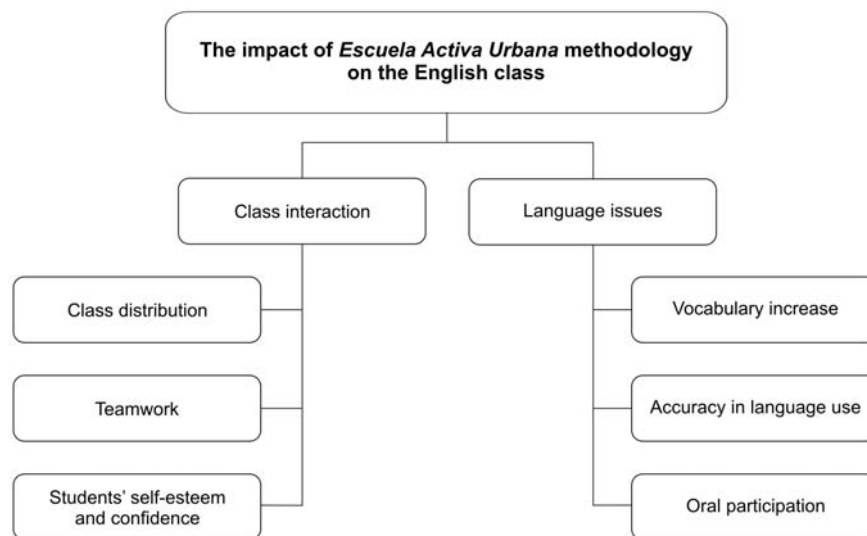 The impact of Escuela Activa Urbana methodology
on the English class
Class interaction
Language issues
Class distribution
Vocabulary increase
Teamwork
Accuracy in language use
Students’ self-esteem
and confidence
Oral participation